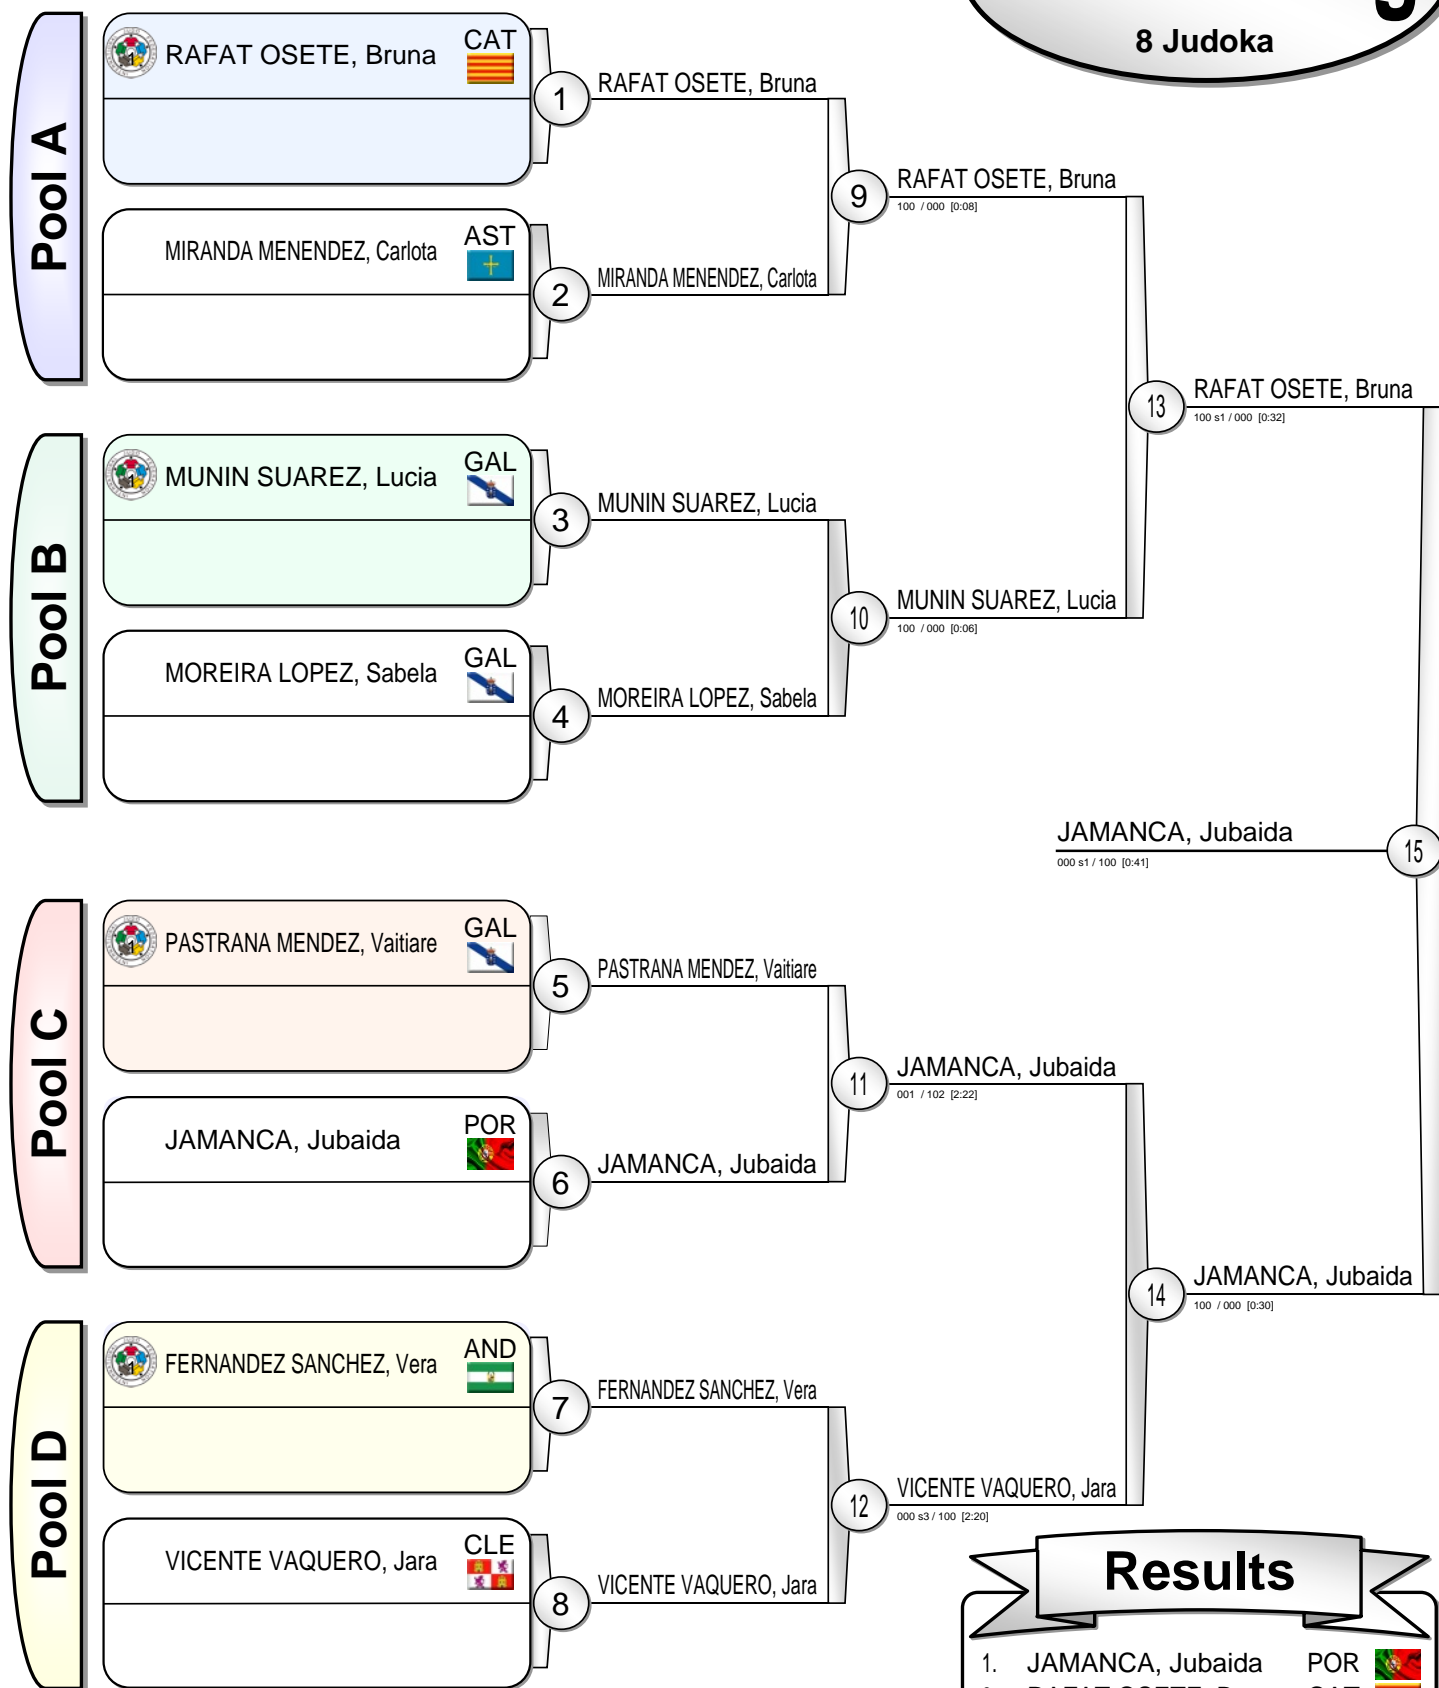 8 Judoka
Pool A
RAFAT OSETE, Bruna
CAT
1
RAFAT OSETE, Bruna
MIRANDA MENENDEZ, Carlota
AST
2
MIRANDA MENENDEZ, Carlota
9
RAFAT OSETE, Bruna
100 / 000 [0:08]
Pool B
MUNIN SUAREZ, Lucia
GAL
3
MUNIN SUAREZ, Lucia
MOREIRA LOPEZ, Sabela
GAL
4
MOREIRA LOPEZ, Sabela
10
MUNIN SUAREZ, Lucia
100 / 000 [0:06]
13
RAFAT OSETE, Bruna
100 s1 / 000 [0:32]
JAMANCA, Jubaida
000 s1 / 100 [0:41]
15
Pool C
PASTRANA MENDEZ, Vaitiare
GAL
5
PASTRANA MENDEZ, Vaitiare
JAMANCA, Jubaida
POR
6
JAMANCA, Jubaida
11
JAMANCA, Jubaida
001 / 102 [2:22]
Pool D
FERNANDEZ SANCHEZ, Vera
AND
7
FERNANDEZ SANCHEZ, Vera
VICENTE VAQUERO, Jara
CLE
8
VICENTE VAQUERO, Jara
12
VICENTE VAQUERO, Jara
000 s3 / 100 [2:20]
14
JAMANCA, Jubaida
100 / 000 [0:30]
Results
1. JAMANCA, Jubaida POR